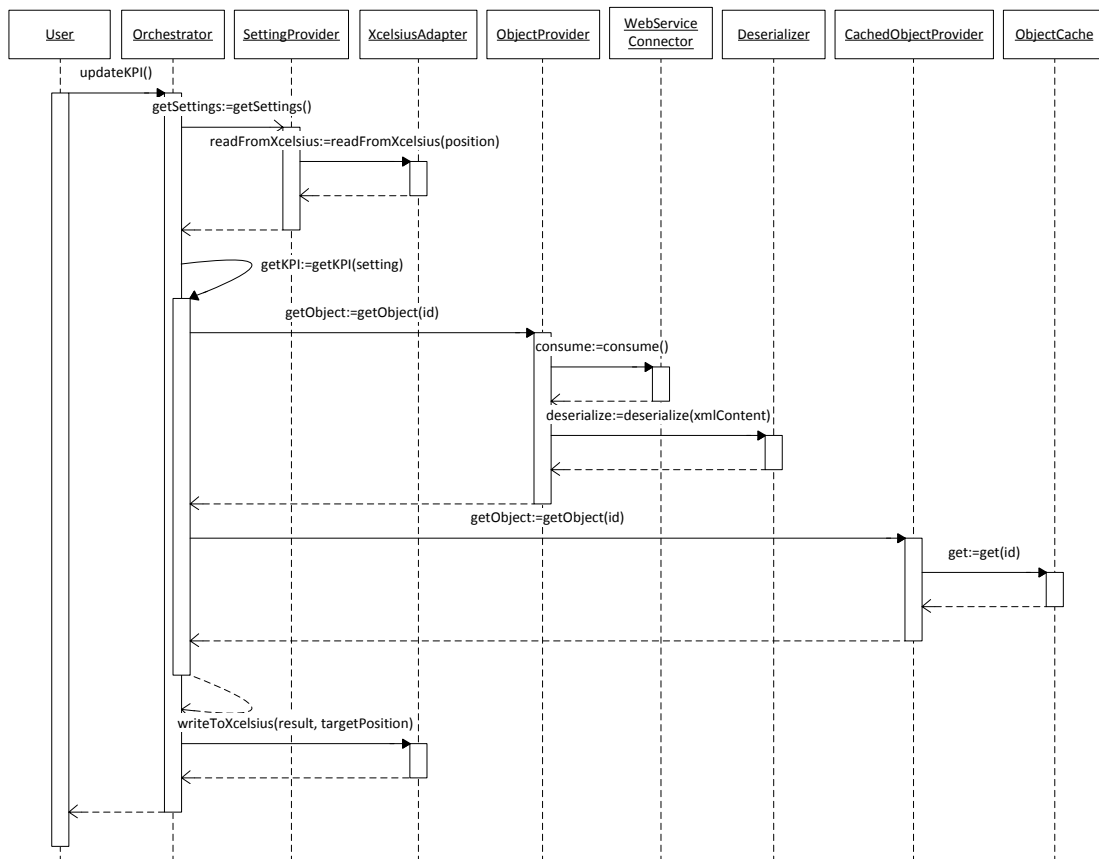 User
Orchestrator
SettingProvider
XcelsiusAdapter
ObjectProvider
WebService
Connector
Deserializer
CachedObjectProvider
ObjectCache
updateKPI()
getSettings:=getSettings()
readFromXcelsius:=readFromXcelsius(position)
getKPI:=getKPI(setting)
getObject:=getObject(id)
consume:=consume()
deserialize:=deserialize(xmlContent)
getObject:=getObject(id)
get:=get(id)
writeToXcelsius(result, targetPosition)